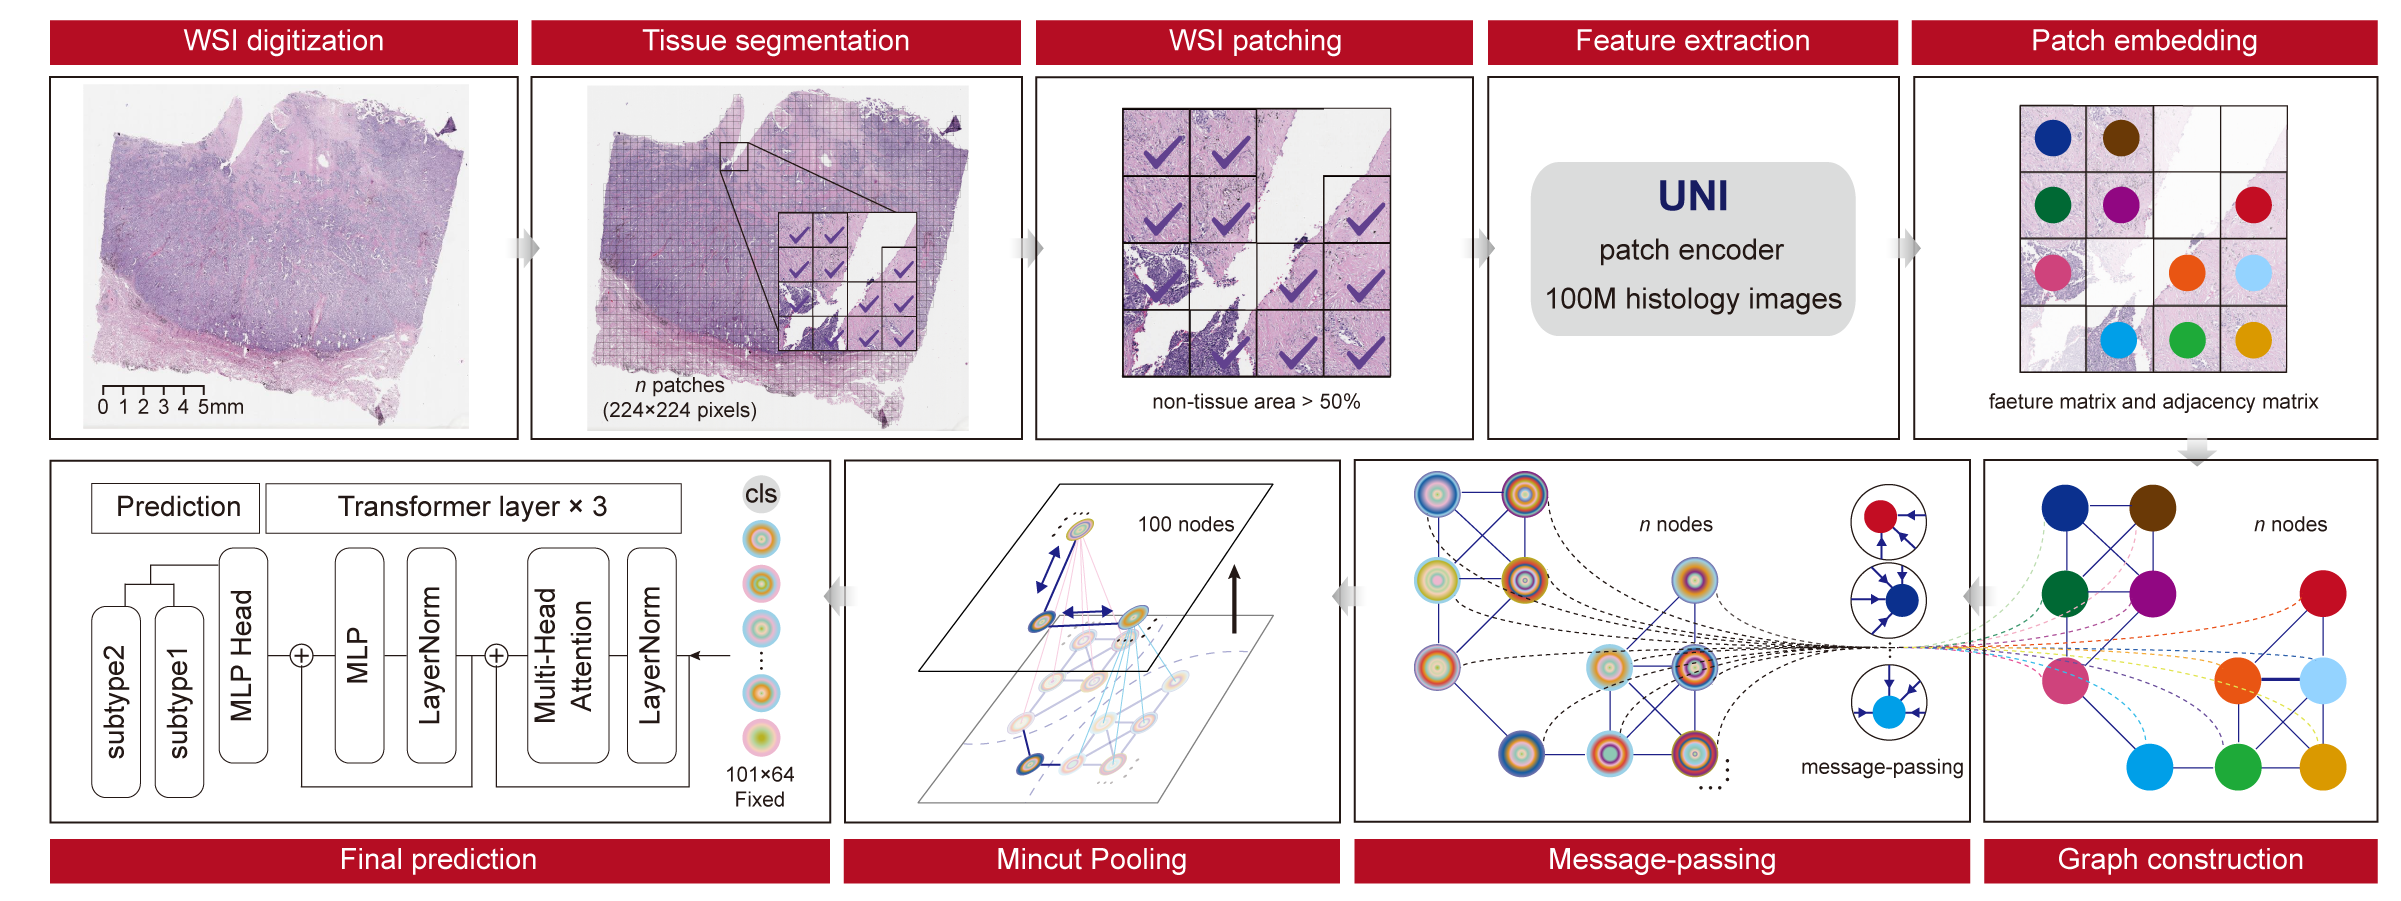 WSI digitization
Tissue segmentation
WSI patching
Feature extraction
Patch embedding
0 1 2 3 4 5mm
n patches
(224×224 pixels)
non-tissue area > 50%
UNI
patch encoder
100M histology images
faeture matrix and adjacency matrix
Prediction
Transformer layer × 3
cls
subtype2
subtype1
MLP Head
MLP
LayerNorm
Multi-Head
Attention
LayerNorm
101×64
Fixed
100 nodes
n nodes
message-passing
n nodes
Final prediction
Mincut Pooling
Message-passing
Graph construction